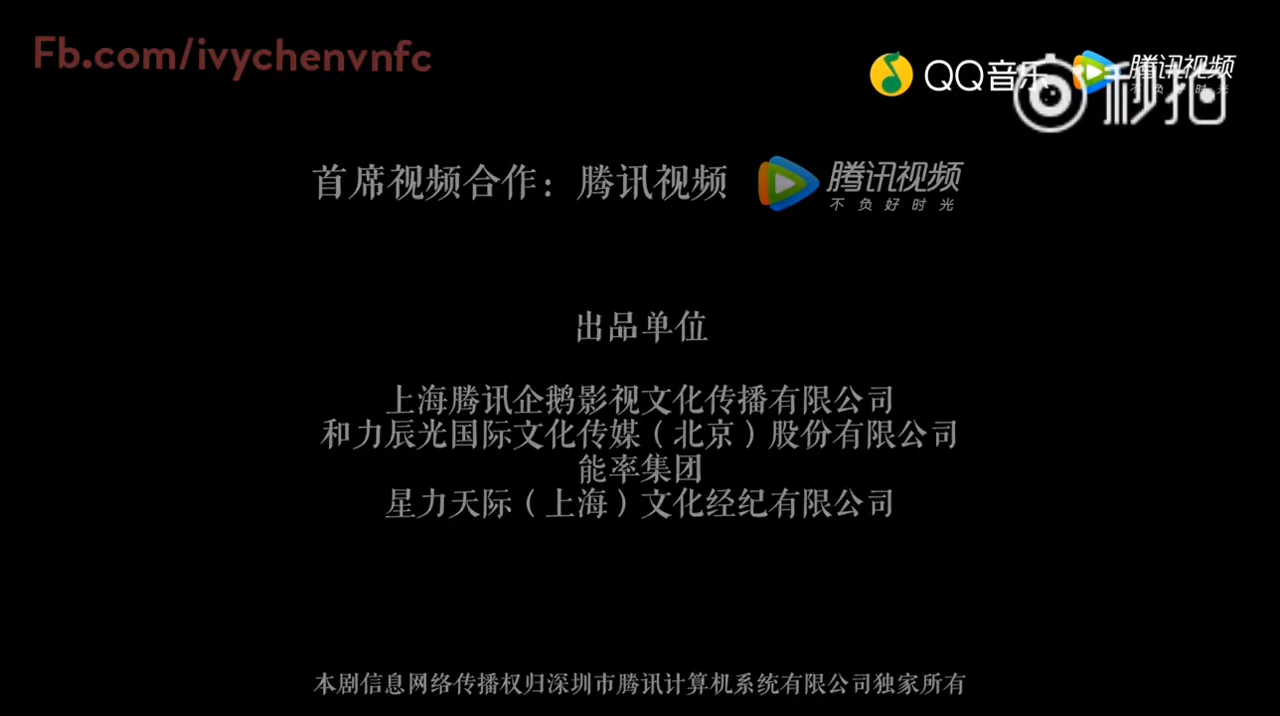 Fb.com/ivychenvnfc
QQ音乐 腾讯视频
不负好时光
秒拍
首席视频合作：腾讯视频 腾讯视频
不负好时光
出品单位
上海腾讯企鹅影视文化传播有限公司
和力辰光国际文化传媒（北京）股份有限公司
能率集团
星力天际（上海）文化经纪有限公司
本剧信息网络传播权归深圳市腾讯计算机系统有限公司独家所有